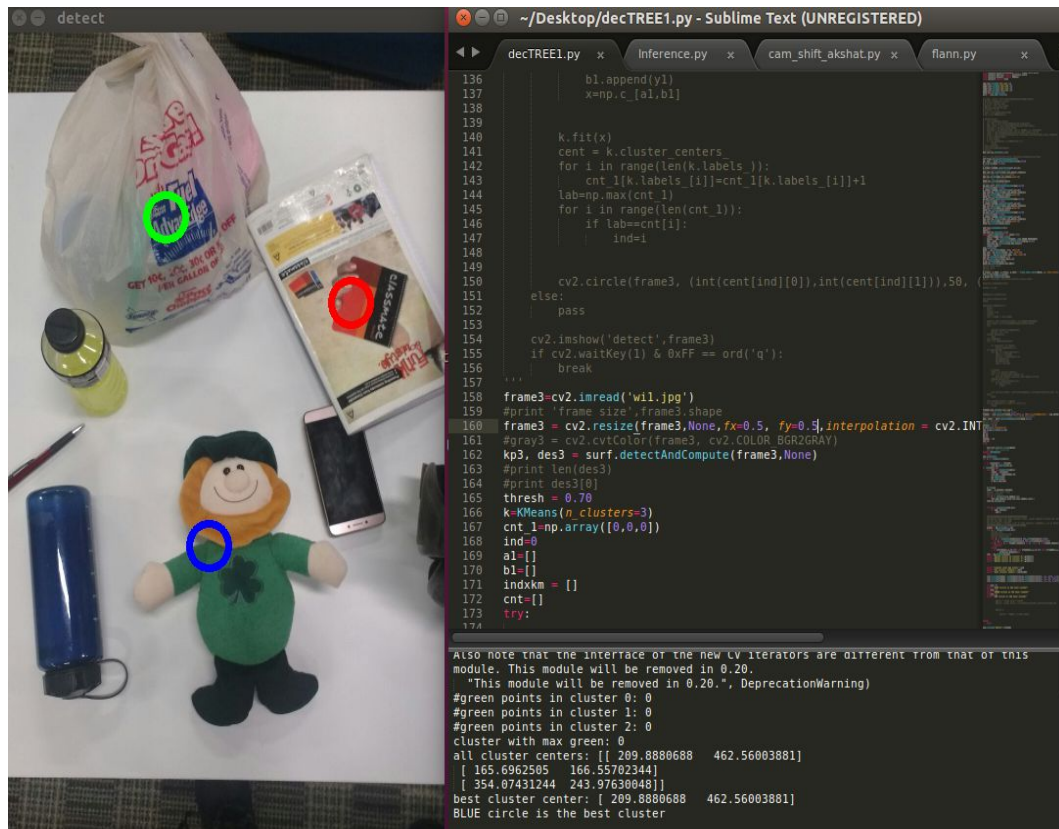 detect
Fuel
AdvantEdge
GET 10¢, 20¢, 30¢ OR
PER GALLON OF
CLASSMATE
~/Desktop/decTREE1.py - Sublime Text (UNREGISTERED)
decTREE1.py x Inference.py x cam_shift_akshat.py x flann.py x
136 b1.append(y1)
137 x=np.c_[a1,b1]
138
139
140 k.fit(x)
141 cent = k.cluster_centers_
142 for i in range(len(k.labels_)):
143 cnt_1[k.labels_[i]]=cnt_1[k.labels_[i]]+1
144 lab=np.max(cnt_1)
145 for i in range(len(cnt_1)):
146 if lab==cnt[i]:
147 ind=i
148
149
150 cv2.circle(frame3, (int(cent[ind][0]),int(cent[ind][1])),50, (
151 else:
152 pass
153
154 cv2.imshow('detect',frame3)
155 if cv2.waitKey(1) & 0xFF == ord('q'):
156 break
157 '''
158 frame3=cv2.imread('wil.jpg')
159 #print 'frame size',frame3.shape
160 frame3 = cv2.resize(frame3,None,fx=0.5, fy=0.5,interpolation = cv2.INT
161 #gray3 = cv2.cvtColor(frame3, cv2.COLOR_BGR2GRAY)
162 kp3, des3 = surf.detectAndCompute(frame3,None)
163 #print len(des3)
164 #print des3[0]
165 thresh = 0.70
166 k=KMeans(n_clusters=3)
167 cnt_1=np.array([0,0,0])
168 ind=0
169 a1=[]
170 b1=[]
171 indxkm = []
172 cnt=[]
173 try:
174
Also note that the interface of the new CV iterators are different from that of this
module. This module will be removed in 0.20.
"This module will be removed in 0.20.", DeprecationWarning)
#green points in cluster 0: 0
#green points in cluster 1: 0
#green points in cluster 2: 0
cluster with max green: 0
all cluster centers: [[ 209.8880688 462.56003881]
[ 165.6962505 166.55702344]
[ 354.07431244 243.97630048]]
best cluster center: [ 209.8880688 462.56003881]
BLUE circle is the best cluster